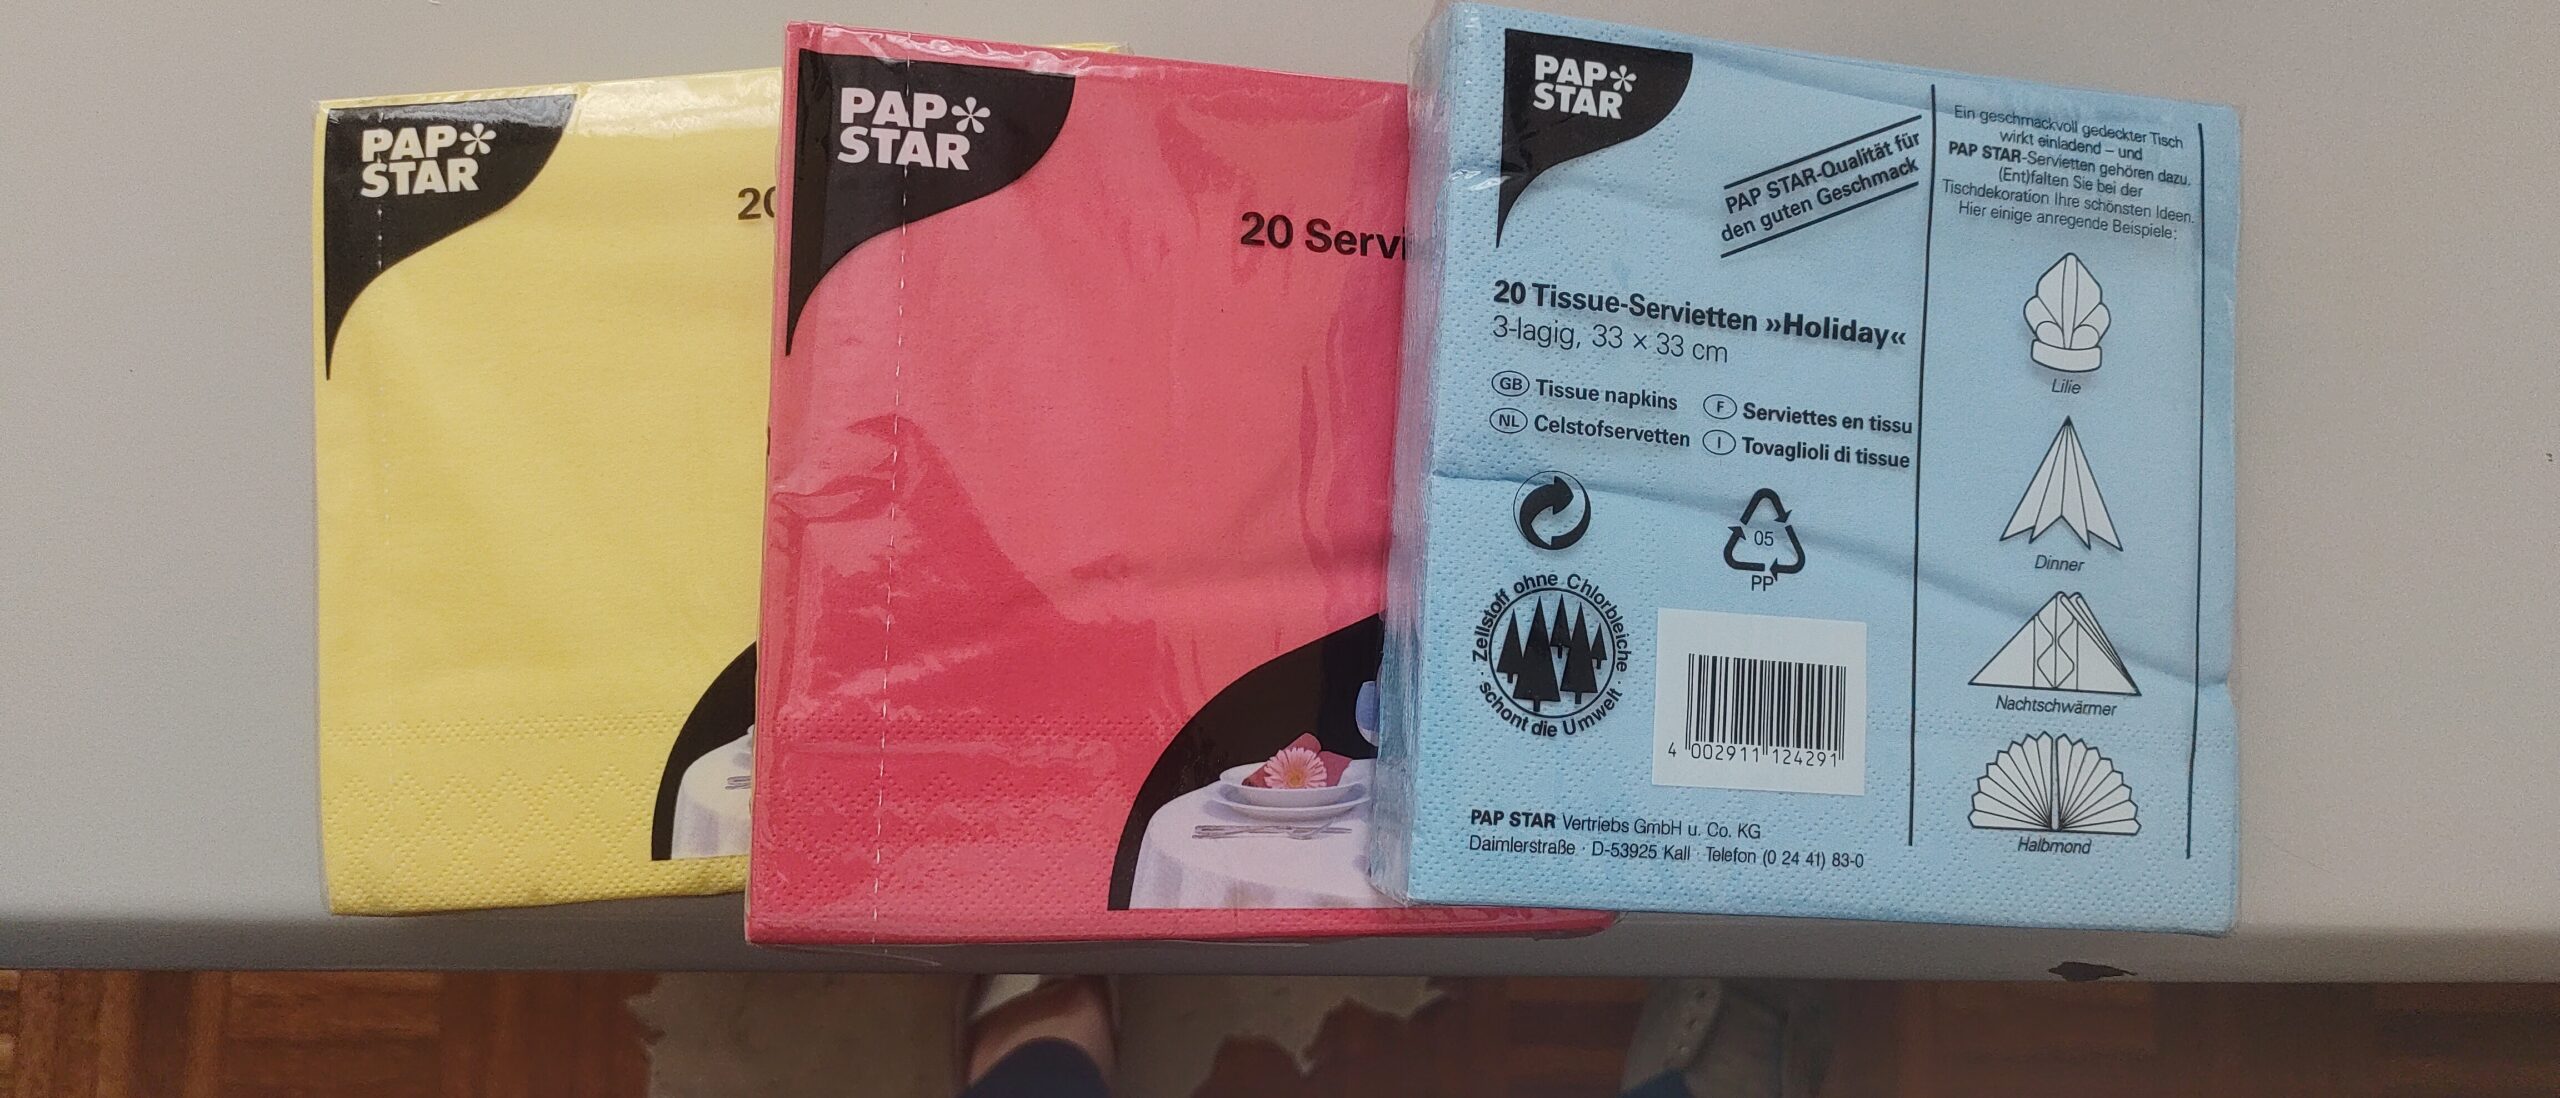 PAP*
STAR
20
PAP*
STAR
20 Servi
PAP*
STAR
PAP STAR-Qualität für
den guten Geschmack
20 Tissue-Servietten »Holiday«
3-lagig, 33 × 33 cm
GB Tissue napkins
F Serviettes en tissu
NL Celstofservetten
I Tovaglioli di tissue
05
PP
Zellstoff ohne Chlorbleiche
· schont die Umwelt ·
4 002911 124291
PAP STAR Vertriebs GmbH u. Co. KG
Daimlerstraße · D-53925 Kall · Telefon (0 24 41) 83-0
Ein geschmackvoll gedeckter Tisch
wirkt einladend – und
PAP STAR-Servietten gehören dazu.
(Ent)falten Sie bei der
Tischdekoration Ihre schönsten Ideen.
Hier einige anregende Beispiele:
Lilie
Dinner
Nachtschwärmer
Halbmond